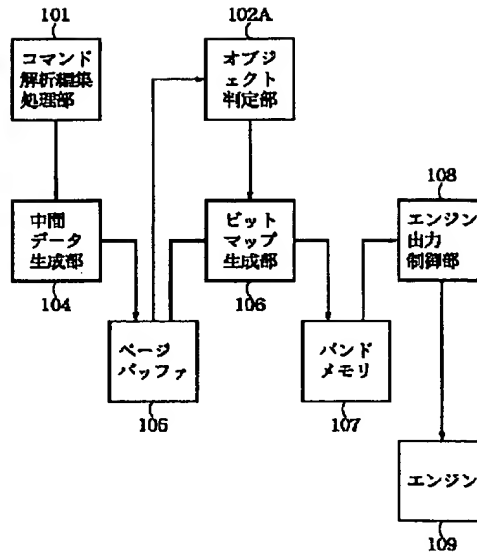 101
コマンド
解析編集
処理部
102A
オブジ
ェクト
判定部
中間
データ
生成部
104
ビット
マップ
生成部
106
108
エンジン
出力
制御部
ページ
バッファ
105
バンド
メモリ
107
エンジン
109